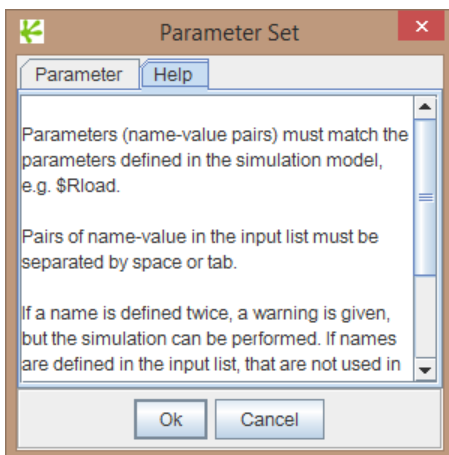 Parameter Set
Parameter Help
Parameters (name-value pairs) must match the
parameters defined in the simulation model,
e.g. $Rload.
Pairs of name-value in the input list must be
separated by space or tab.
If a name is defined twice, a warning is given,
but the simulation can be performed. If names
are defined in the input list, that are not used in
Ok Cancel